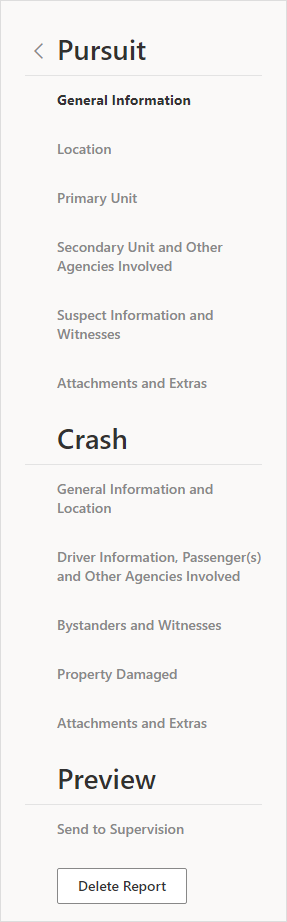 Pursuit
General Information
Location
Primary Unit
Secondary Unit and Other
Agencies Involved
Suspect Information and
Witnesses
Attachments and Extras
Crash
General Information and
Location
Driver Information, Passenger(s)
and Other Agencies Involved
Bystanders and Witnesses
Property Damaged
Attachments and Extras
Preview
Send to Supervision
Delete Report